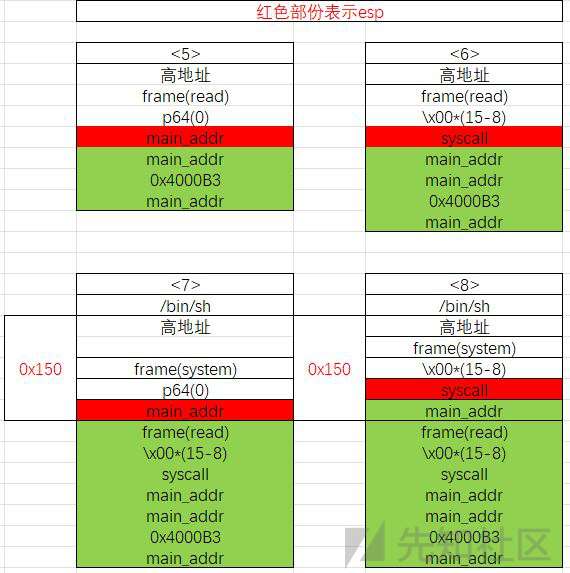 红色部份表示esp
<5>
高地址
frame(read)
p64(0)
main_addr
main_addr
0x4000B3
main_addr
<6>
高地址
frame(read)
\x00*(15-8)
syscall
main_addr
main_addr
0x4000B3
main_addr
<7>
/bin/sh
高地址
frame(system)
p64(0)
main_addr
frame(read)
\x00*(15-8)
syscall
main_addr
main_addr
0x4000B3
main_addr
0x150
<8>
/bin/sh
高地址
frame(system)
\x00*(15-8)
syscall
main_addr
frame(read)
\x00*(15-8)
syscall
main_addr
main_addr
0x4000B3
main_addr
0x150
先知社区